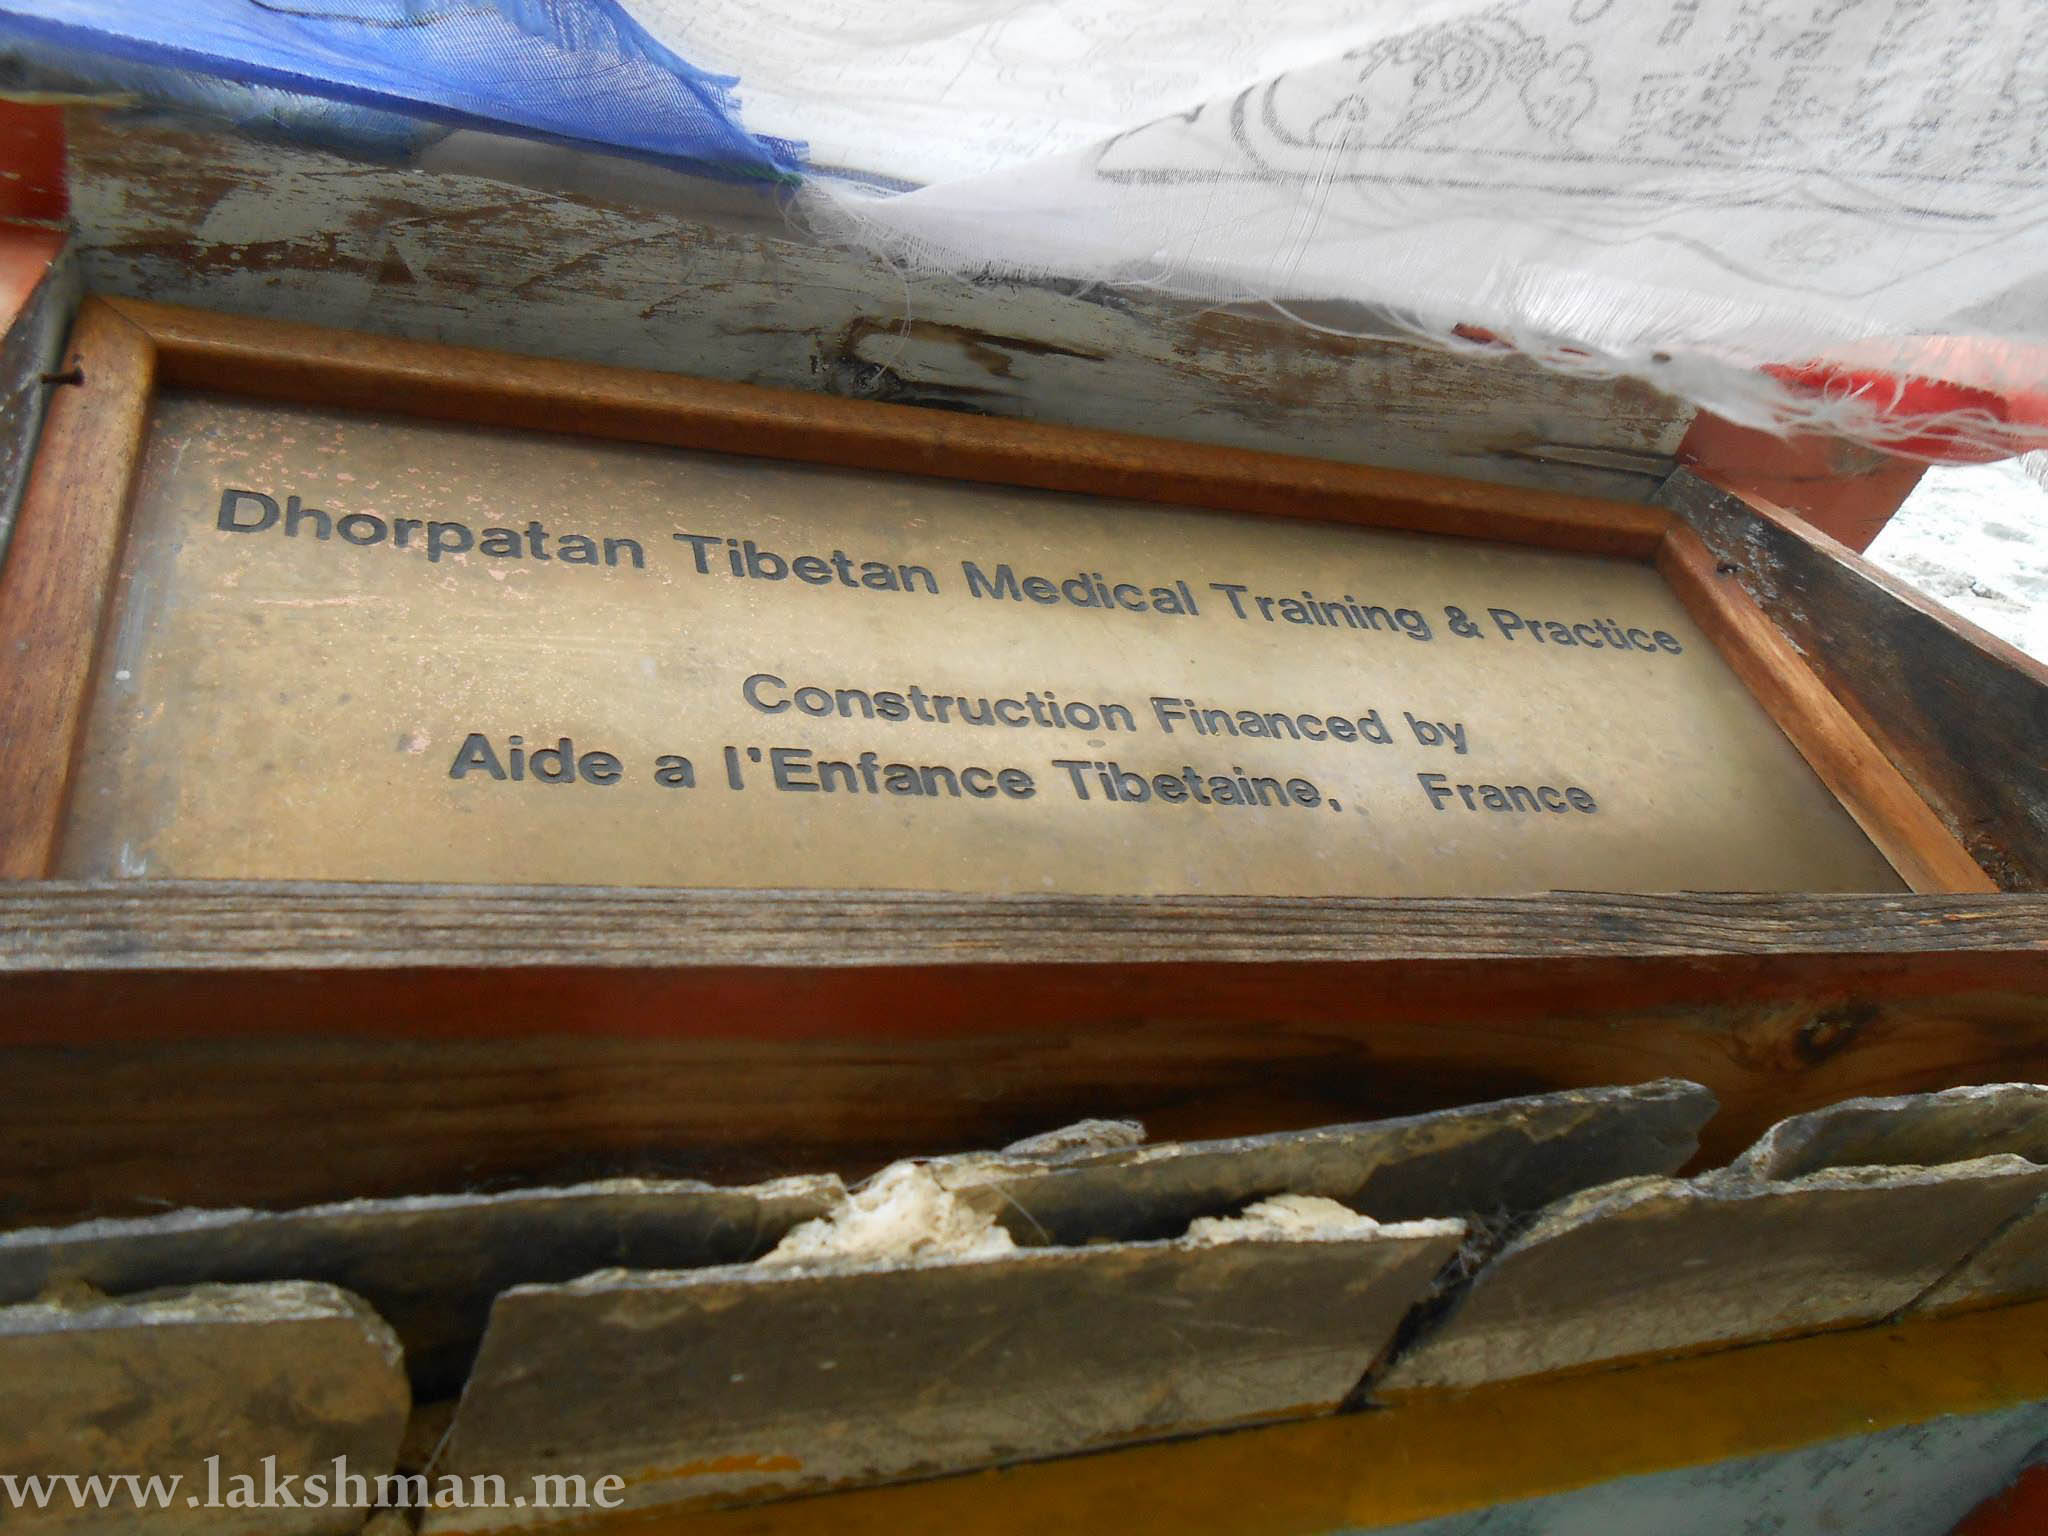 Dhorpatan Tibetan Medical Training & Practice
Construction Financed by
Aide a l'Enfance Tibetaine, France
www.lakshman.me